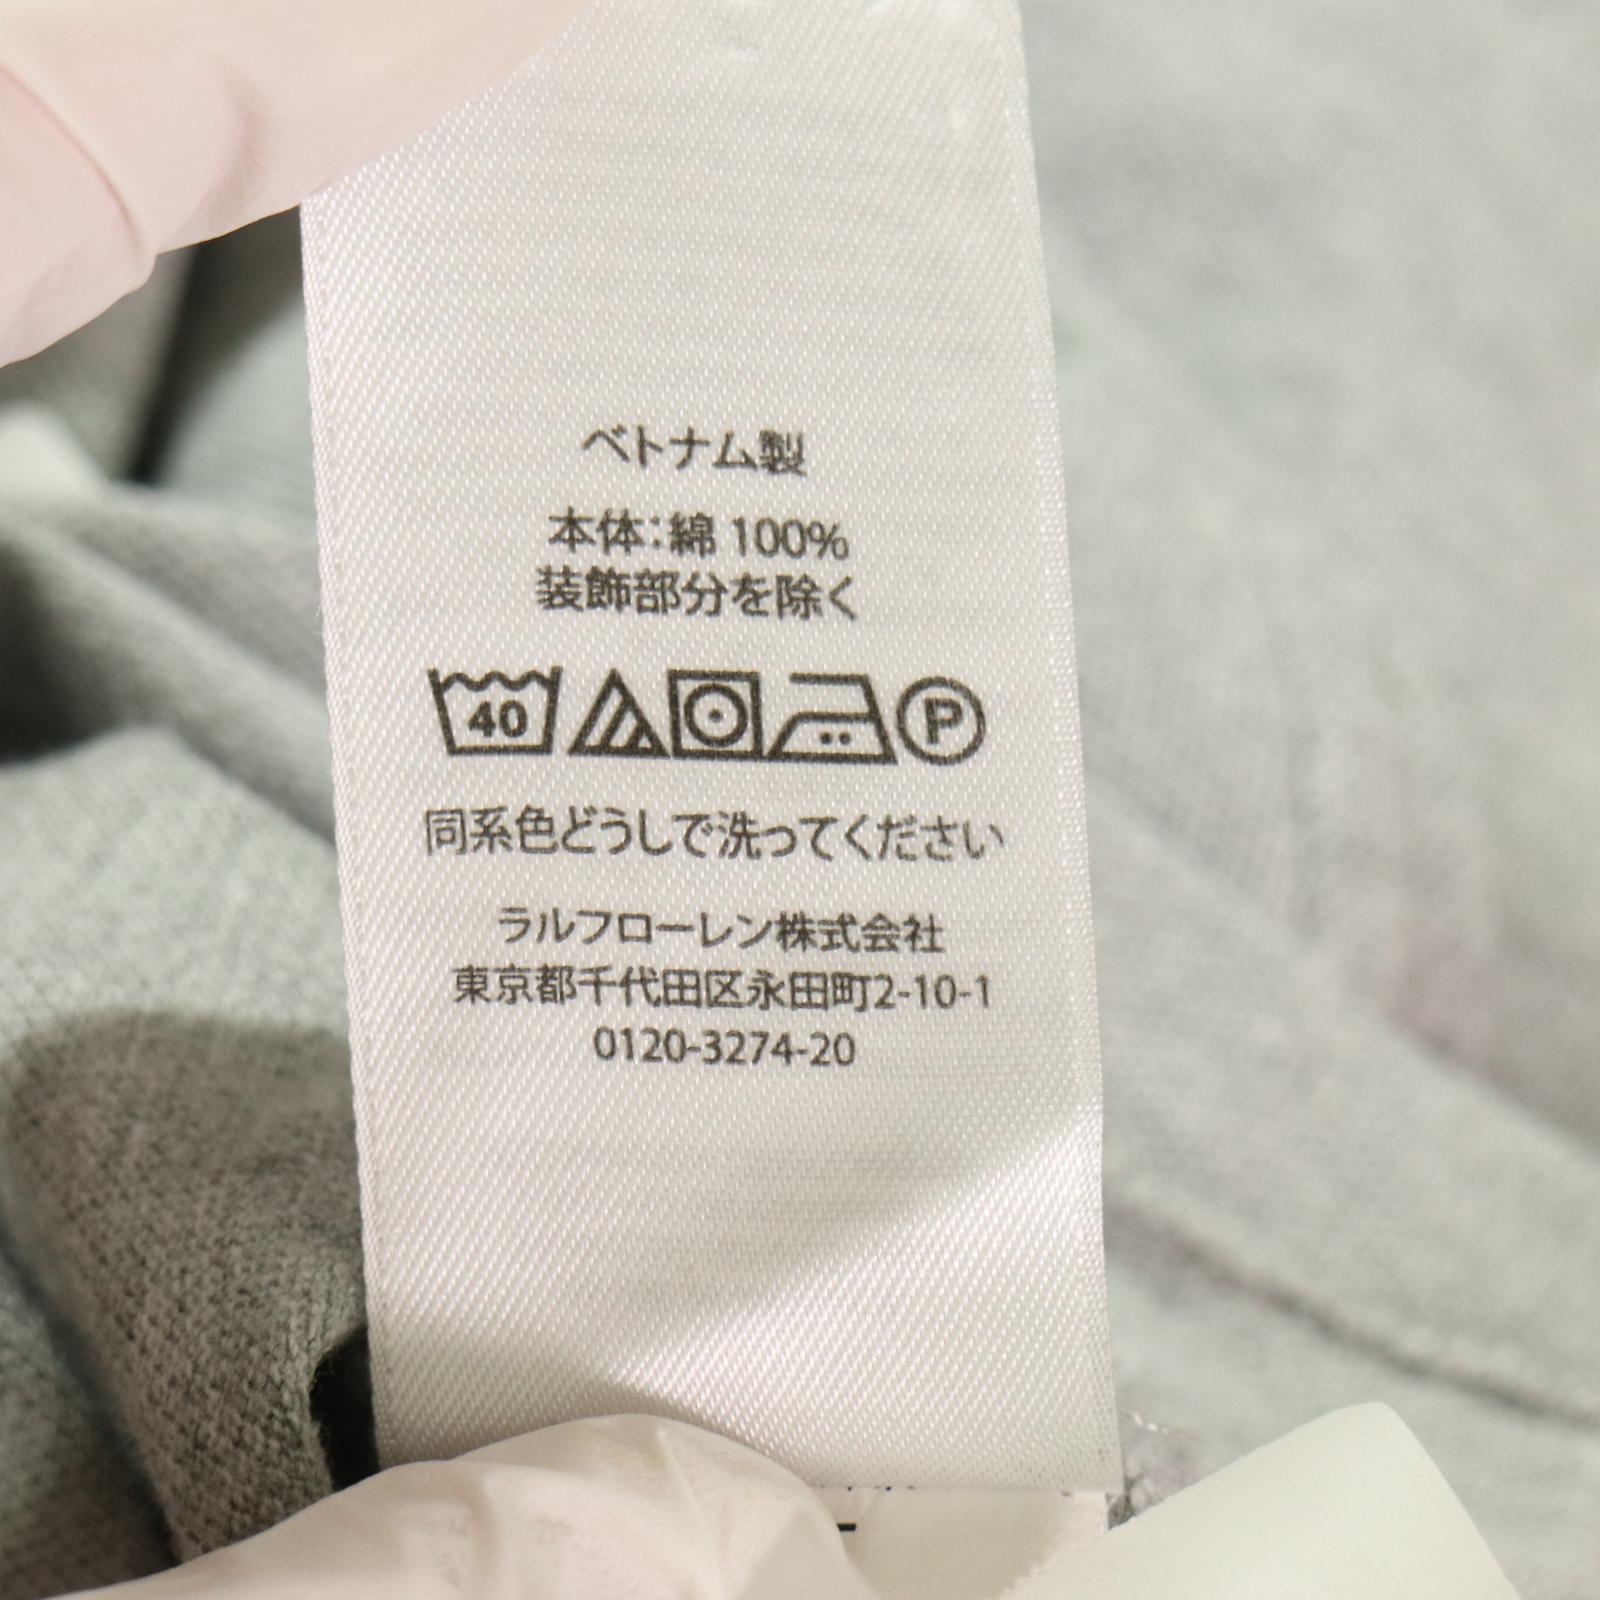 ベトナム製
本体:綿 100%
装飾部分を除く
40 P
同系色どうしで洗ってください
ラルフローレン株式会社
東京都千代田区永田町2-10-1
0120-3274-20